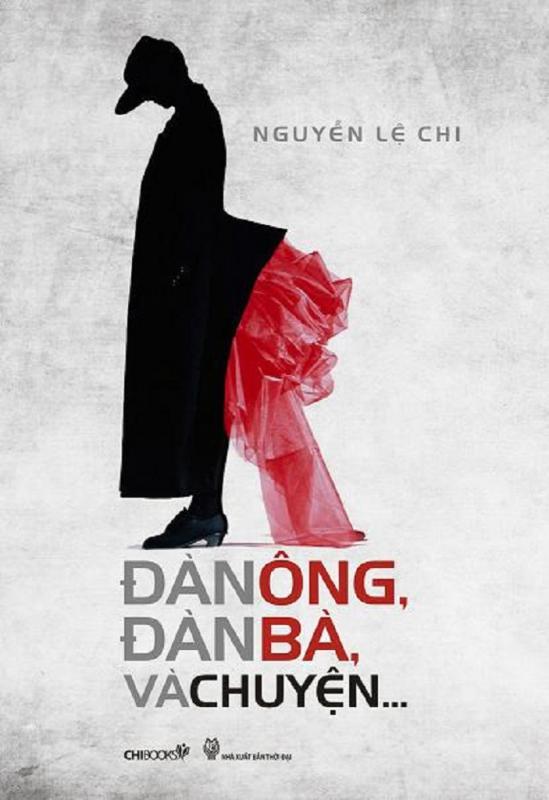 NGUYỄN LỆ CHI
ĐÀN ÔNG,
ĐÀN BÀ,
VÀ CHUYỆN...
CHIBOOKS
NHÀ XUẤT BẢN THỜI ĐẠI